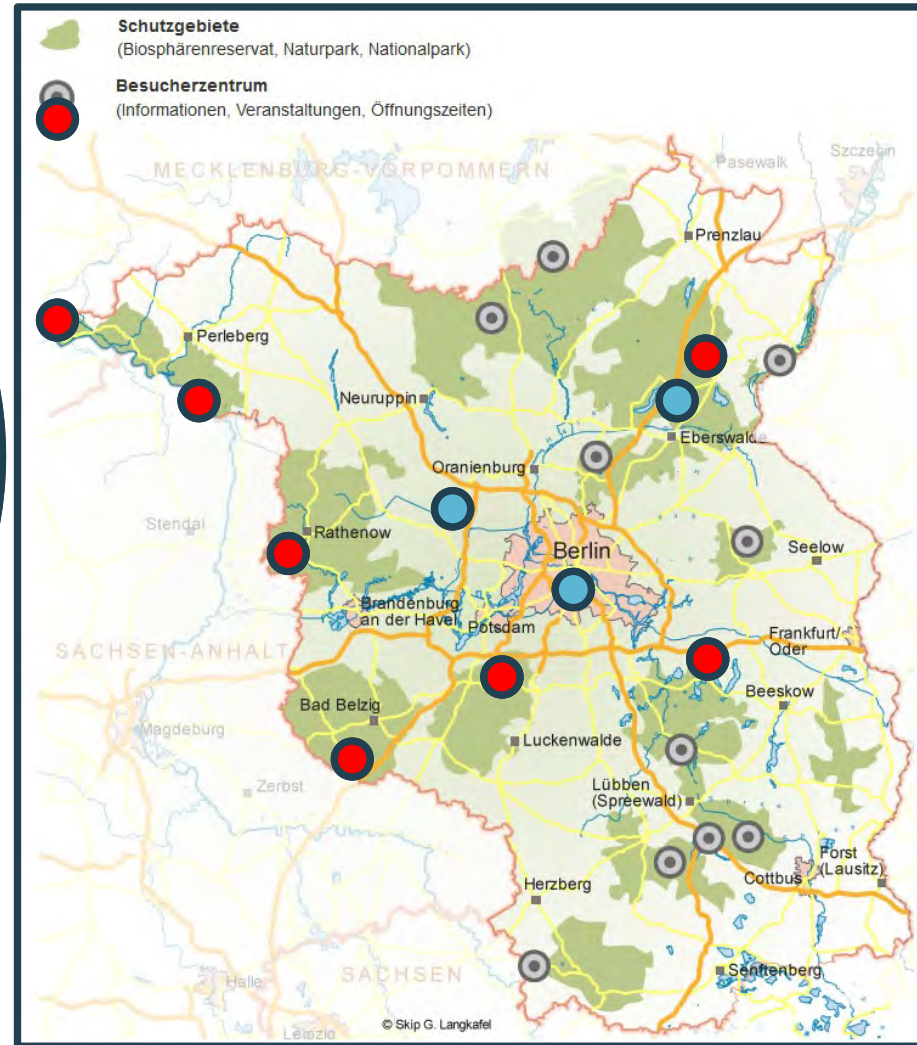 Schutzgebiete
(Biosphärenreservat, Naturpark, Nationalpark)
Besucherzentrum
(Informationen, Veranstaltungen, Öffnungszeiten)
MECKLENBURG-VORPOMMERN
Pasewalk
Szczecin
Prenzlau
Perleberg
Neuruppin
Eberswalde
Oranienburg
Stendal
Rathenow
Berlin
Seelow
Brandenburg
an der Havel
Potsdam
Frankfurt/
Oder
SACHSEN-ANHALT
Beeskow
Bad Belzig
Magdeburg
Luckenwalde
Zerbst
Lübben
(Spreewald)
Forst
(Lausitz)
Cottbus
Herzberg
Senftenberg
SACHSEN
Halle
© Skip G. Langkafel
Leipzig